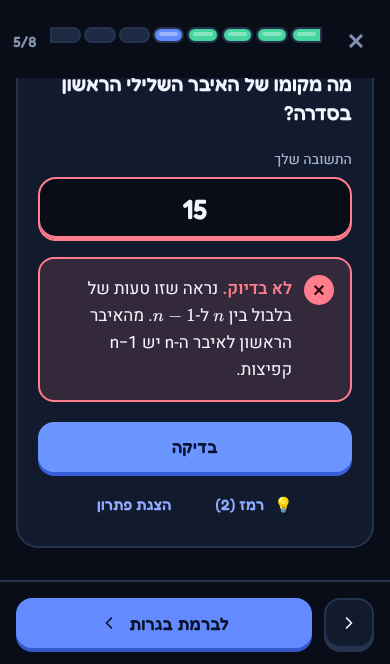 5/8
מה מקומו של האיבר השלילי הראשון
בסדרה?
התשובה שלך
15
לא בדיוק. נראה שזו טעות של
בלבול בין n ל-n − 1. מהאיבר
הראשון לאיבר ה-n יש n−1
קפיצות.
בדיקה
💡 רמז (2)
הצגת פתרון
לברמת בגרות